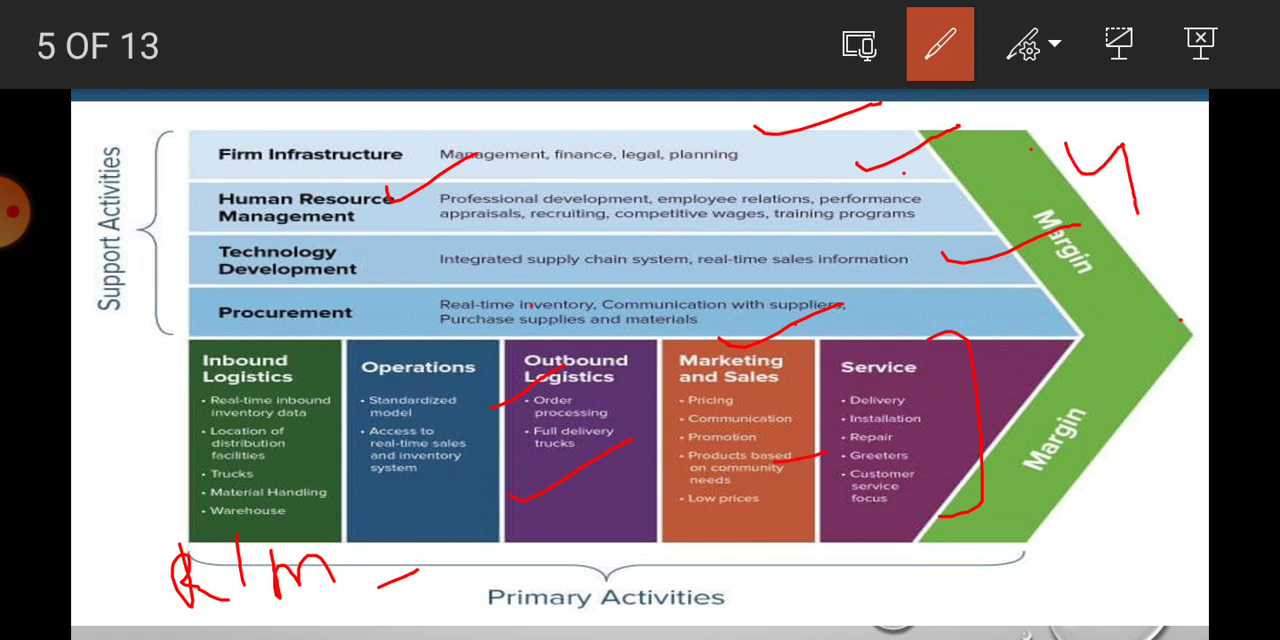 5 OF 13
Support Activities
Firm Infrastructure
Management, finance, legal, planning
Human Resource
Management
Professional development, employee relations, performance
appraisals, recruiting, competitive wages, training programs
Technology
Development
Integrated supply chain system, real-time sales information
Procurement
Real-time inventory, Communication with suppliers,
Purchase supplies and materials
Margin
Inbound
Logistics
• Real-time inbound
inventory data
• Location of
distribution
facilities
• Trucks
• Material Handling
• Warehouse
Operations
• Standardized
model
• Access to
real-time sales
and inventory
system
Outbound
Logistics
• Order
processing
• Full delivery
trucks
Marketing
and Sales
• Pricing
• Communication
• Promotion
• Products based
on community
needs
• Low prices
Service
• Delivery
• Installation
• Repair
• Greeters
• Customer
service
focus
Margin
R/m -
Primary Activities